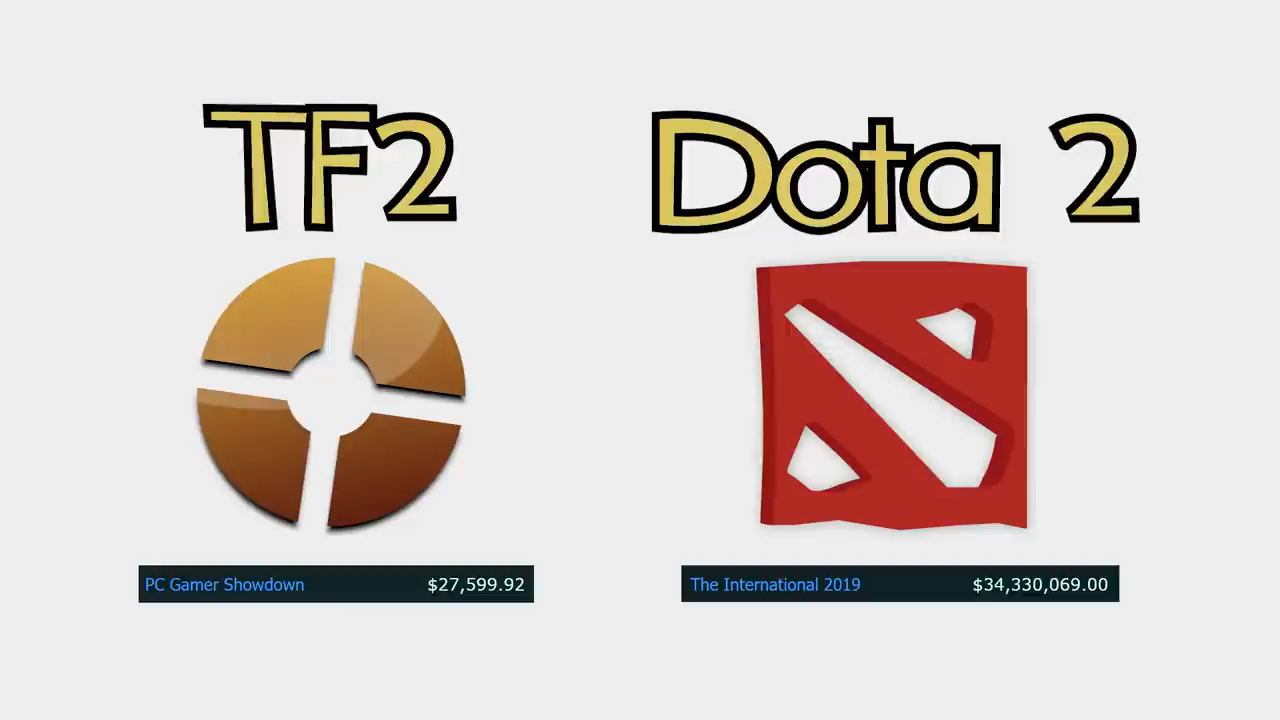 TF2
Dota 2
PC Gamer Showdown $27,599.92
The International 2019 $34,330,069.00